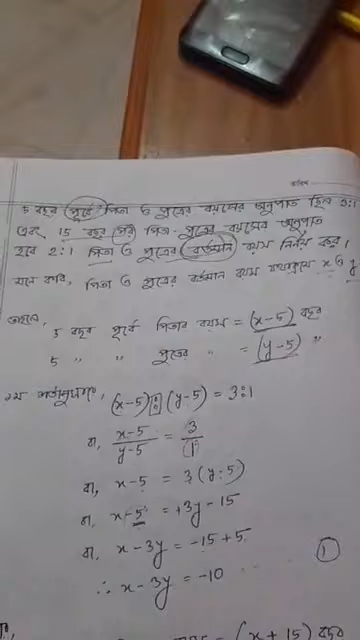 5 বছর পূর্বে পিতা ও পুত্রের বয়সের অনুপাত ছিল 3:1
এবং 15 বছর পর পিতা পুত্রের বয়সের অনুপাত
হবে 2:1 পিতা ও পুত্রের বর্তমান বয়স নির্ণয় কর।
মনে করি, পিতা ও পুত্রের বর্তমান বয়স যথাক্রমে x ও y
তাহলে,
5 বছর পূর্বে পিতার বয়স = (x-5) বছর
5 " " পুত্রের " = (y-5) "
১ম শর্তানুসারে, (x-5):(y-5) = 3:1
বা, x-5/y-5 = 3/1
বা, x-5 = 3(y-5)
বা, x-5 = +3y-15
বা, x-3y = -15+5
∴ x-3y = -10 ... (1)
= (x+15) বছর